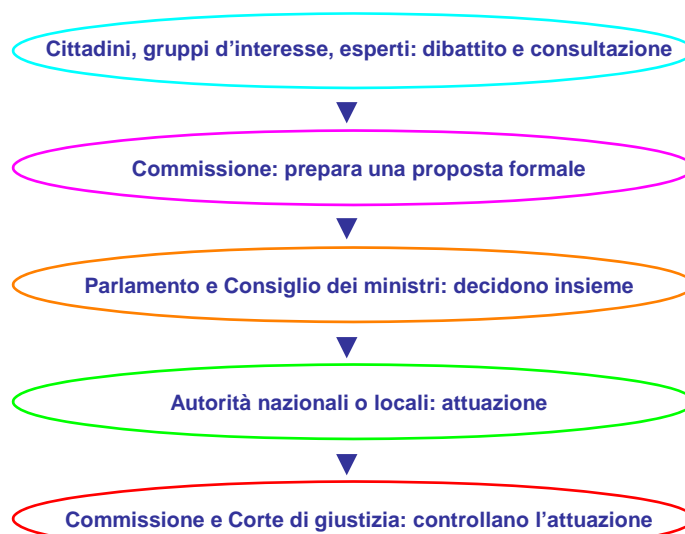 Cittadini, gruppi d’interesse, esperti: dibattito e consultazione
Commissione: prepara una proposta formale
Parlamento e Consiglio dei ministri: decidono insieme
Autorità nazionali o locali: attuazione
Commissione e Corte di giustizia: controllano l’attuazione